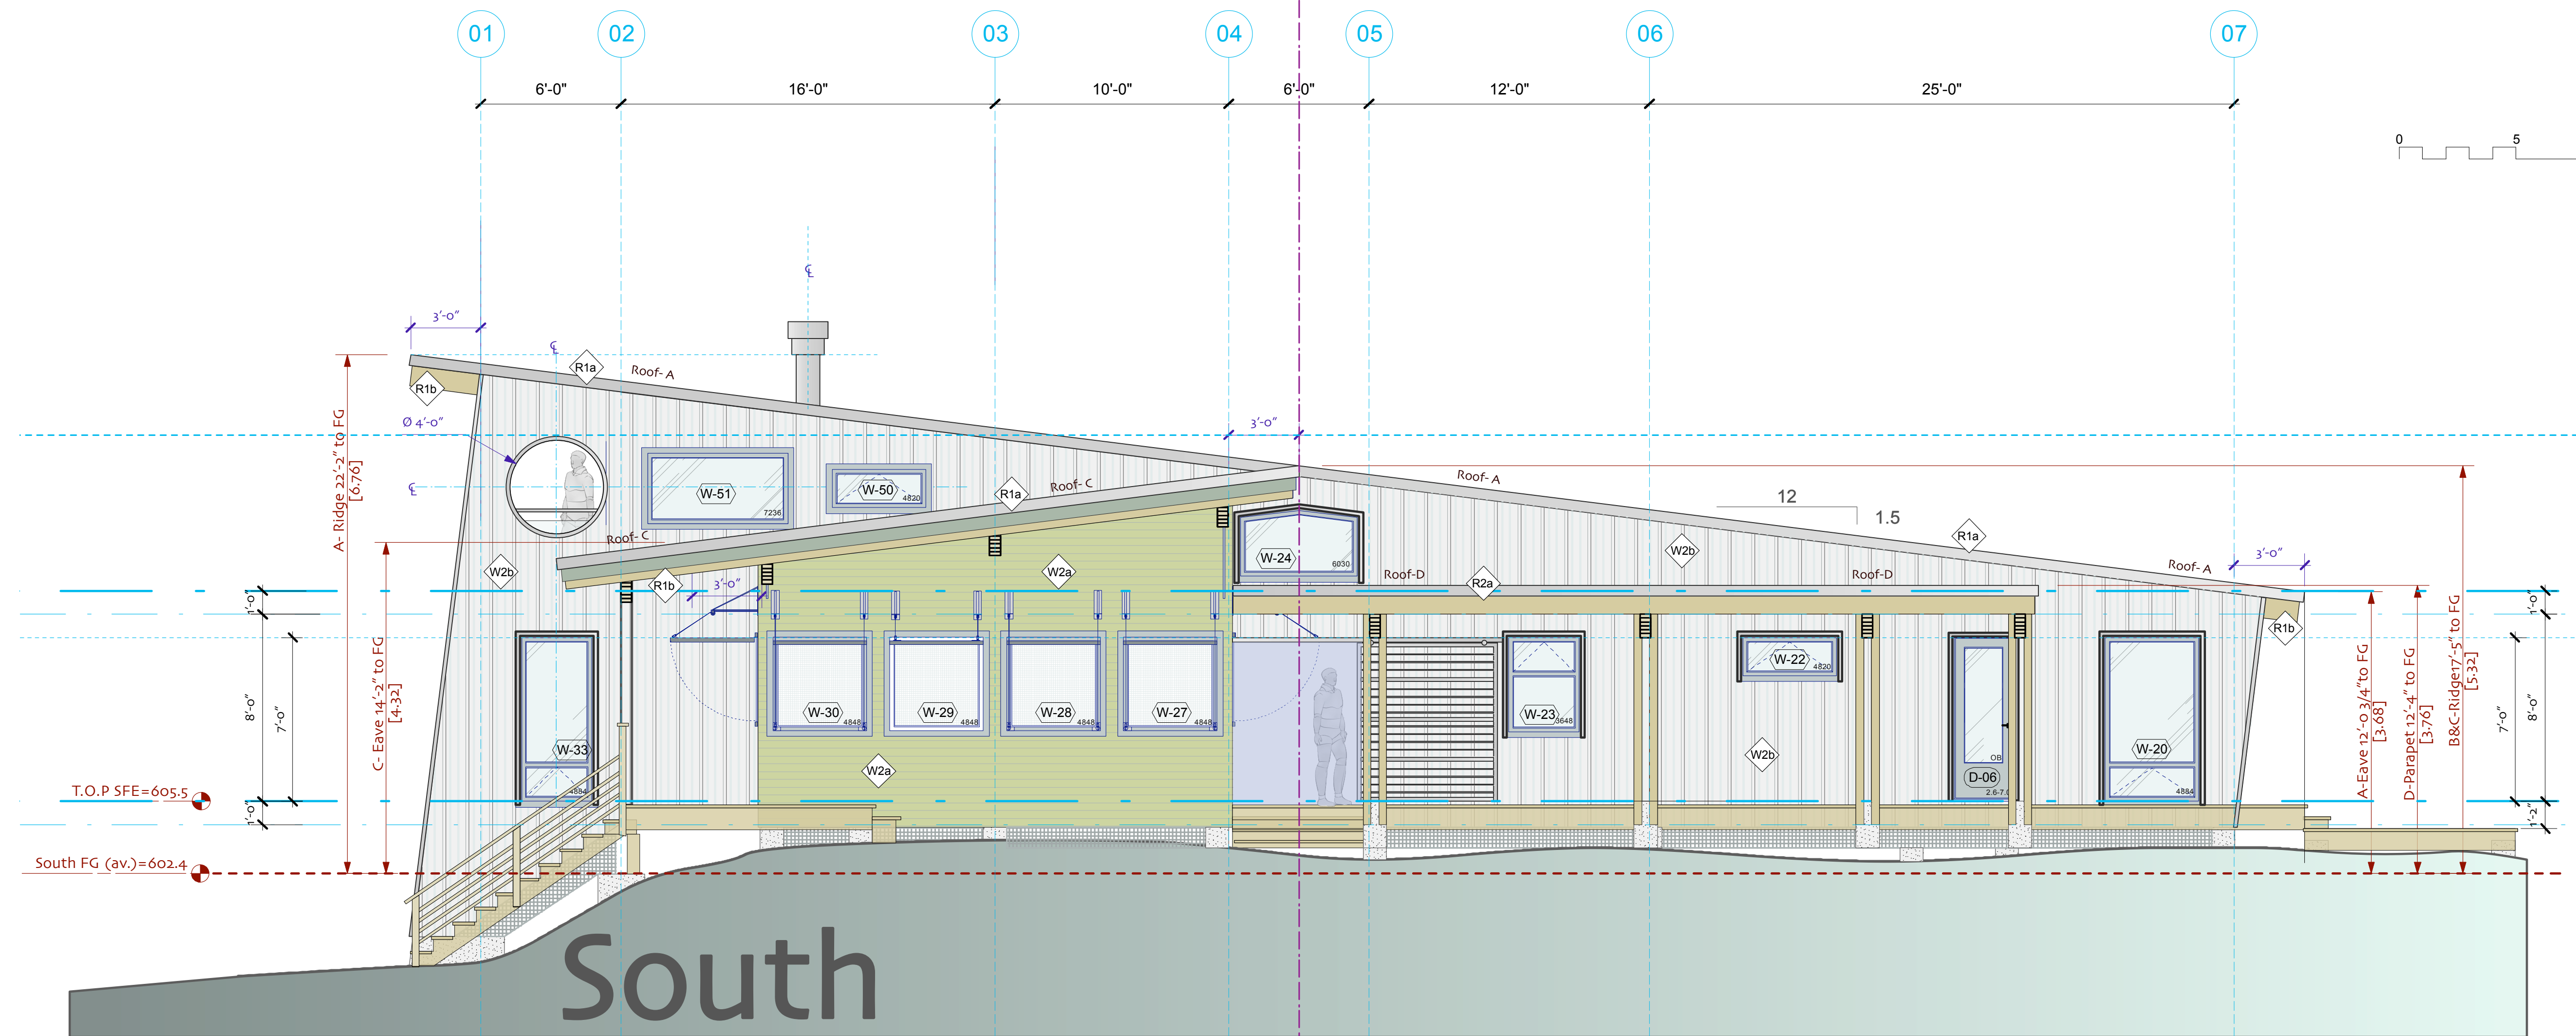 01 02 03 04 05 06 07
6'-0" 16'-0" 10'-0" 6'-0" 12'-0" 25'-0"
0 5
℄
3'-0"
℄
R1a Roof- A
R1b
Ø 4'-0"
3'-0"
A- Ridge 22'-2" to FG
[6.76]
℄
W-51
7236
W-50
4820
R1a Roof- C
Roof- A
12
1.5
Roof- C
W2b
R1b
3'-0"
W2a
W-24
6030
W2b
R1a
3'-0"
Roof-D R2a Roof-D
Roof- A
R1b
1'-0"
8'-0"
7'-0"
1'-0"
C- Eave 14'-2" to FG
[4.32]
W-33
4884
W-30
4848
W-29
4848
W-28
4848
W-27
4848
W-23
3648
W-22
4820
OB
D-06
2.6-7.0
W-20
4884
W2a
W2b
A-Eave 12'-0 3/4"to FG
[3.68]
D-Parapet 12'-4" to FG
[3.76]
B&C-Ridge17'-5" to FG
[5.32]
7'-0"
1'-0"
8'-0"
1'-2"
T.O.P SFE=605.5
South FG (av.)=602.4
South